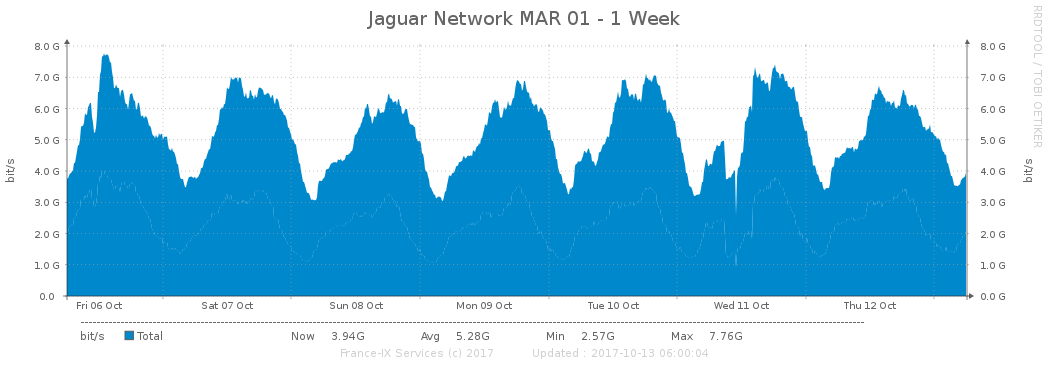 Jaguar Network MAR 01 - 1 Week
RRDTOOL / TOBI OETIKER
bit/s
bit/s
8.0 G 8.0 G
7.0 G 7.0 G
6.0 G 6.0 G
5.0 G 5.0 G
4.0 G 4.0 G
3.0 G 3.0 G
2.0 G 2.0 G
1.0 G 1.0 G
0.0 0.0 G
Fri 06 Oct Sat 07 Oct Sun 08 Oct Mon 09 Oct Tue 10 Oct Wed 11 Oct Thu 12 Oct
bit/s Total Now 3.94G Avg 5.28G Min 2.57G Max 7.76G
France-IX Services (c) 2017 Updated : 2017-10-13 06:00:04